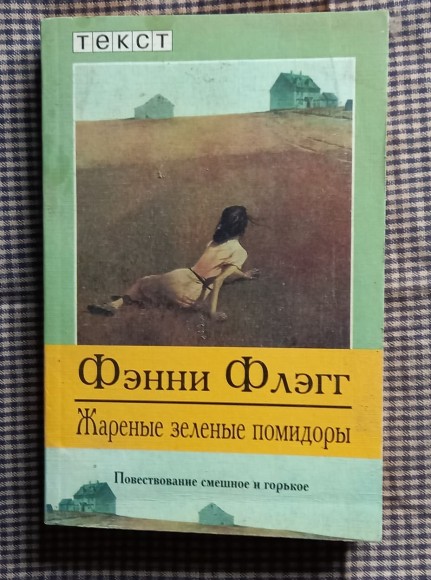 ТеКСТ
Фэнни Флэгг
Жареные зеленые помидоры
Повествование смешное и горькое